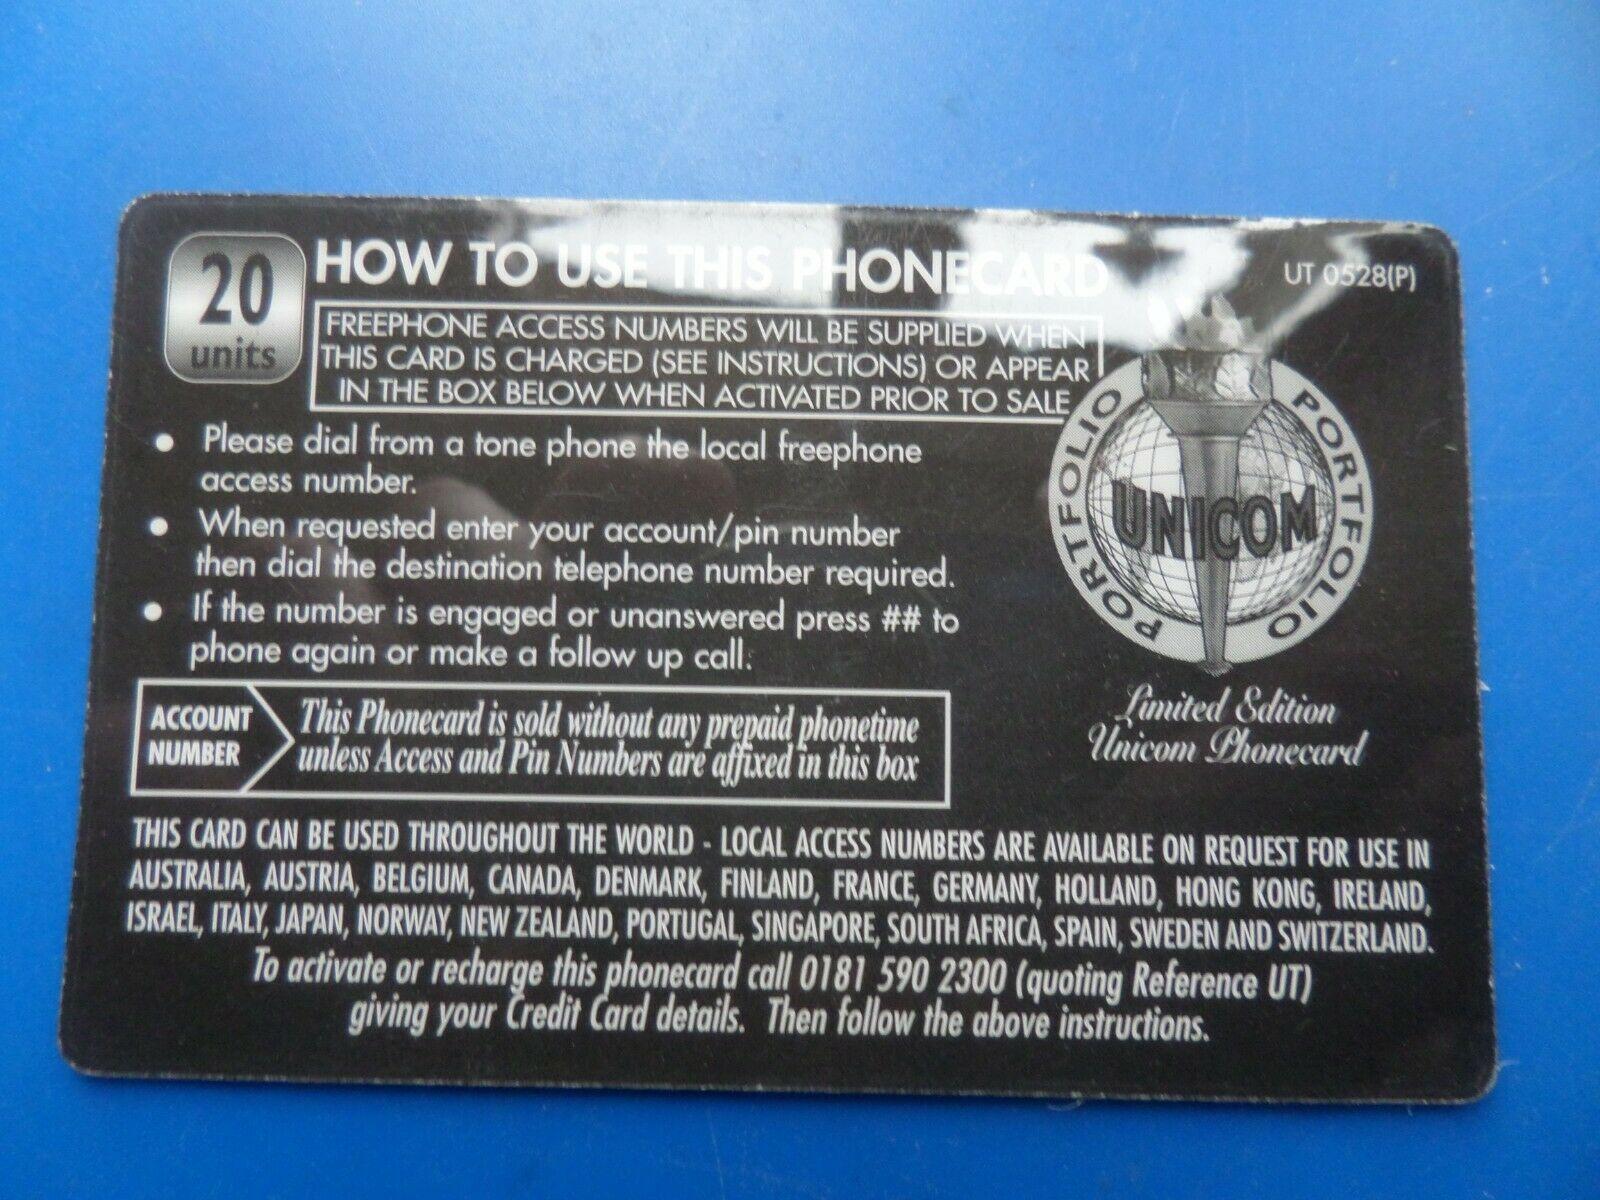 20
units
HOW TO USE THIS PHONECARD
UT 0528(P)
FREEPHONE ACCESS NUMBERS WILL BE SUPPLIED WHEN
THIS CARD IS CHARGED (SEE INSTRUCTIONS) OR APPEAR
IN THE BOX BELOW WHEN ACTIVATED PRIOR TO SALE
• Please dial from a tone phone the local freephone
access number.
• When requested enter your account/pin number
then dial the destination telephone number required.
• If the number is engaged or unanswered press ## to
phone again or make a follow up call.
PORTFOLIO PORTFOLIO
UNICOM
Limited Edition
Unicom Phonecard
ACCOUNT
NUMBER
This Phonecard is sold without any prepaid phonetime
unless Access and Pin Numbers are affixed in this box
THIS CARD CAN BE USED THROUGHOUT THE WORLD - LOCAL ACCESS NUMBERS ARE AVAILABLE ON REQUEST FOR USE IN
AUSTRALIA, AUSTRIA, BELGIUM, CANADA, DENMARK, FINLAND, FRANCE, GERMANY, HOLLAND, HONG KONG, IRELAND,
ISRAEL, ITALY, JAPAN, NORWAY, NEW ZEALAND, PORTUGAL, SINGAPORE, SOUTH AFRICA, SPAIN, SWEDEN AND SWITZERLAND.
To activate or recharge this phonecard call 0181 590 2300 (quoting Reference UT)
giving your Credit Card details. Then follow the above instructions.